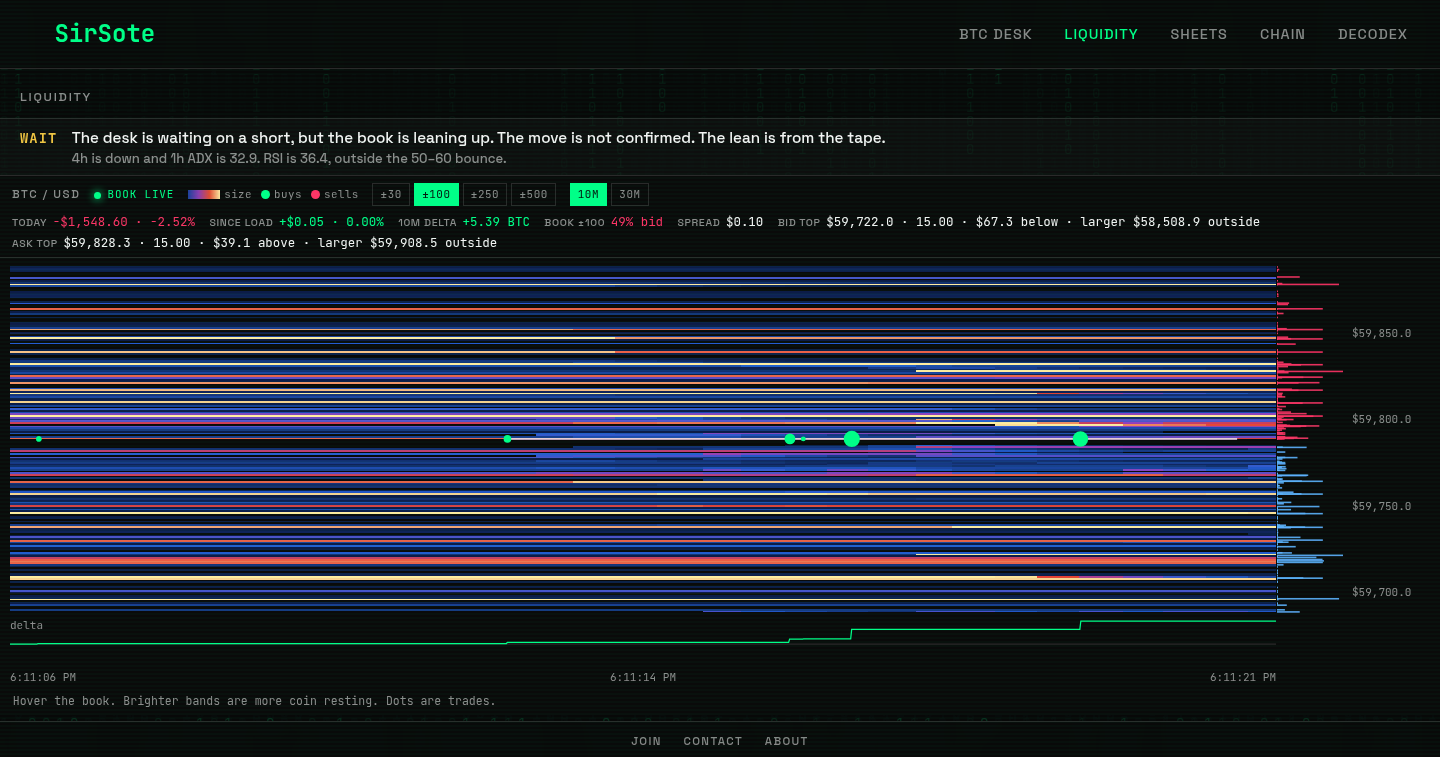 SirSote
BTC DESK LIQUIDITY SHEETS CHAIN DECODEX
LIQUIDITY
WAIT The desk is waiting on a short, but the book is leaning up. The move is not confirmed. The lean is from the tape.
4h is down and 1h ADX is 32.9. RSI is 36.4, outside the 50–60 bounce.
BTC / USD BOOK LIVE size buys sells ±30 ±100 ±250 ±500 10M 30M
TODAY -$1,548.60 · -2.52% SINCE LOAD +$0.05 · 0.00% 10M DELTA +5.39 BTC BOOK ±100 49% bid SPREAD $0.10 BID TOP $59,722.0 · 15.00 · $67.3 below · larger $58,508.9 outside
ASK TOP $59,828.3 · 15.00 · $39.1 above · larger $59,908.5 outside
$59,850.0
$59,800.0
$59,750.0
$59,700.0
delta
6:11:06 PM 6:11:14 PM 6:11:21 PM
Hover the book. Brighter bands are more coin resting. Dots are trades.
JOIN CONTACT ABOUT